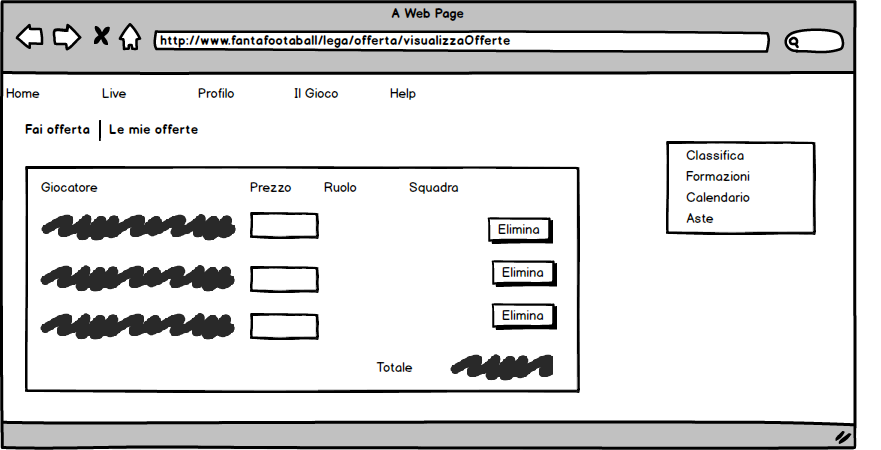 A Web Page
http://www.fantafootaball/lega/offerta/visualizzaOfferte
Home Live Profilo Il Gioco Help
Fai offerta Le mie offerte
Classifica
Formazioni
Calendario
Aste
Giocatore Prezzo Ruolo Squadra
Elimina
Elimina
Elimina
Totale